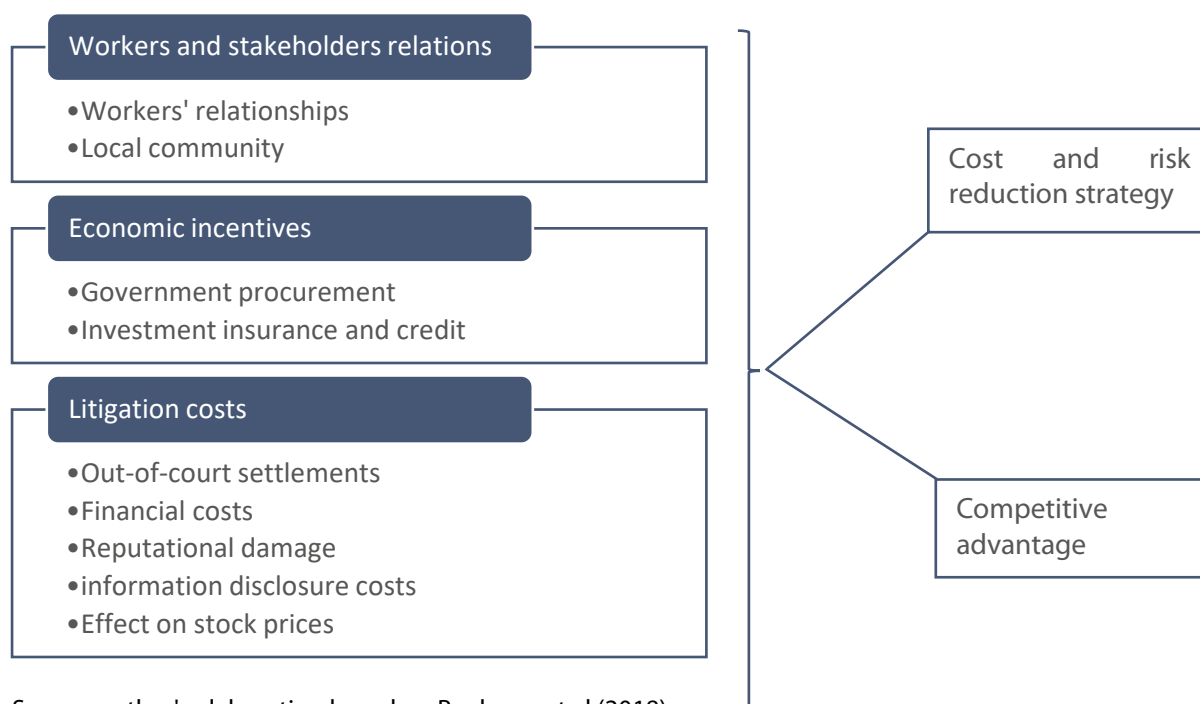 Workers and stakeholders relations
•Workers' relationships
•Local community
Economic incentives
•Government procurement
•Investment insurance and credit
Litigation costs
•Out-of-court settlements
•Financial costs
•Reputational damage
•information disclosure costs
•Effect on stock prices
Cost and risk
reduction strategy
Competitive
advantage